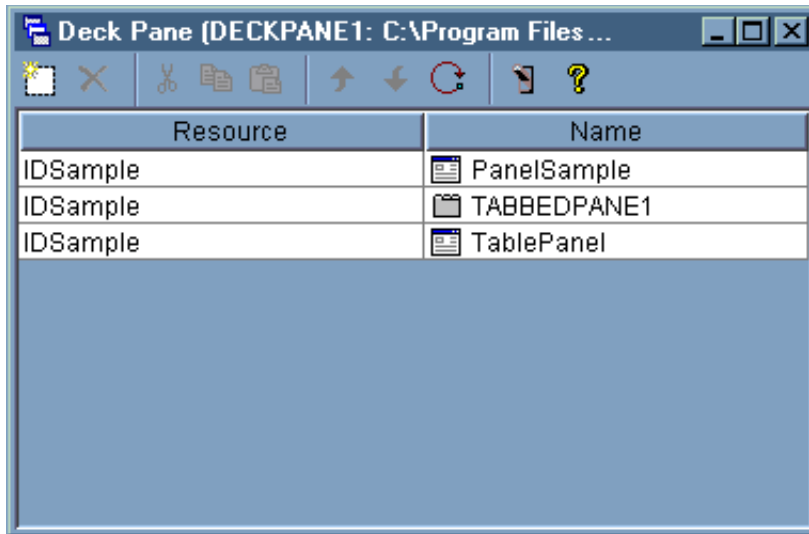 Deck Pane (DECKPANE1: C:\Program Files...
Resource Name
IDSample PanelSample
IDSample TABBEDPANE1
IDSample TablePanel